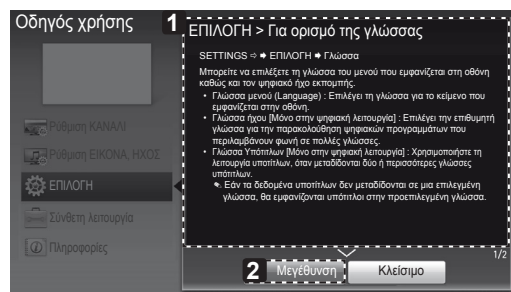 Οδηγός χρήσης
1
ΕΠΙΛΟΓΗ > Για ορισμό της γλώσσας
SETTINGS ⇨ ➧ ΕΠΙΛΟΓΗ ➧ Γλώσσα
Μπορείτε να επιλέξετε τη γλώσσα του μενού που εμφανίζεται στη οθόνη
καθώς και τον ψηφιακό ήχο εκπομπής.
• Γλώσσα μενού (Language) : Επιλέγει τη γλώσσα για το κείμενο που
εμφανίζεται στην οθόνη.
• Γλώσσα ήχου [Μόνο στην ψηφιακή λειτουργία] : Επιλέγει την επιθυμητή
γλώσσα για την παρακολούθηση ψηφιακών προγραμμάτων που
περιλαμβάνουν φωνή σε πολλές γλώσσες.
• Γλώσσα Υπότιτλων [Μόνο στην ψηφιακή λειτουργία] : Χρησιμοποιήστε τη
λειτουργία υποτίτλων, όταν μεταδίδονται δύο ή περισσότερες γλώσσες
υπότιτλων.
Εάν τα δεδομένα υποτίτλων δεν μεταδίδονται σε μια επιλεγμένη
γλώσσα, θα εμφανίζονται υπότιτλοι στην προεπιλεγμένη γλώσσα.
Ρύθμιση ΚΑΝΑΛΙ
Ρύθμιση ΕΙΚΟΝΑ, ΗΧΟΣ
ΕΠΙΛΟΓΗ
Σύνθετη λειτουργία
Πληροφορίες
1/2
2
Μεγέθυνση
Κλείσιμο